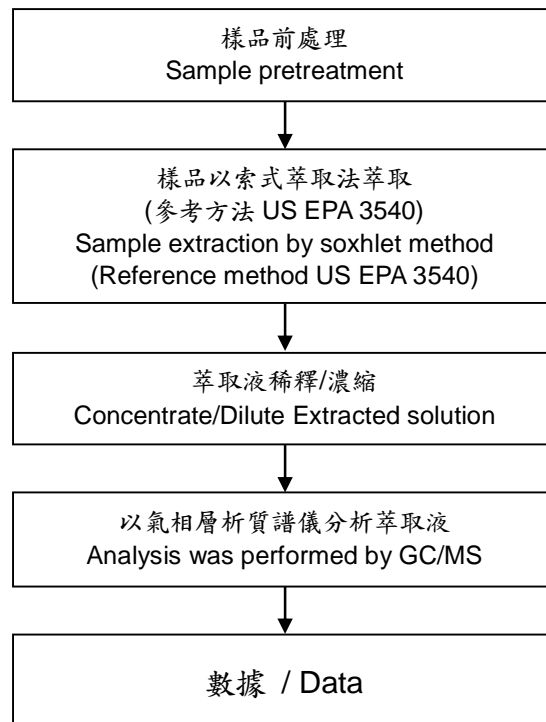 樣品前處理
Sample pretreatment
樣品以索式萃取法萃取
(參考方法 US EPA 3540)
Sample extraction by soxhlet method
(Reference method US EPA 3540)
萃取液稀釋/濃縮
Concentrate/Dilute Extracted solution
以氣相層析質譜儀分析萃取液
Analysis was performed by GC/MS
數據 / Data